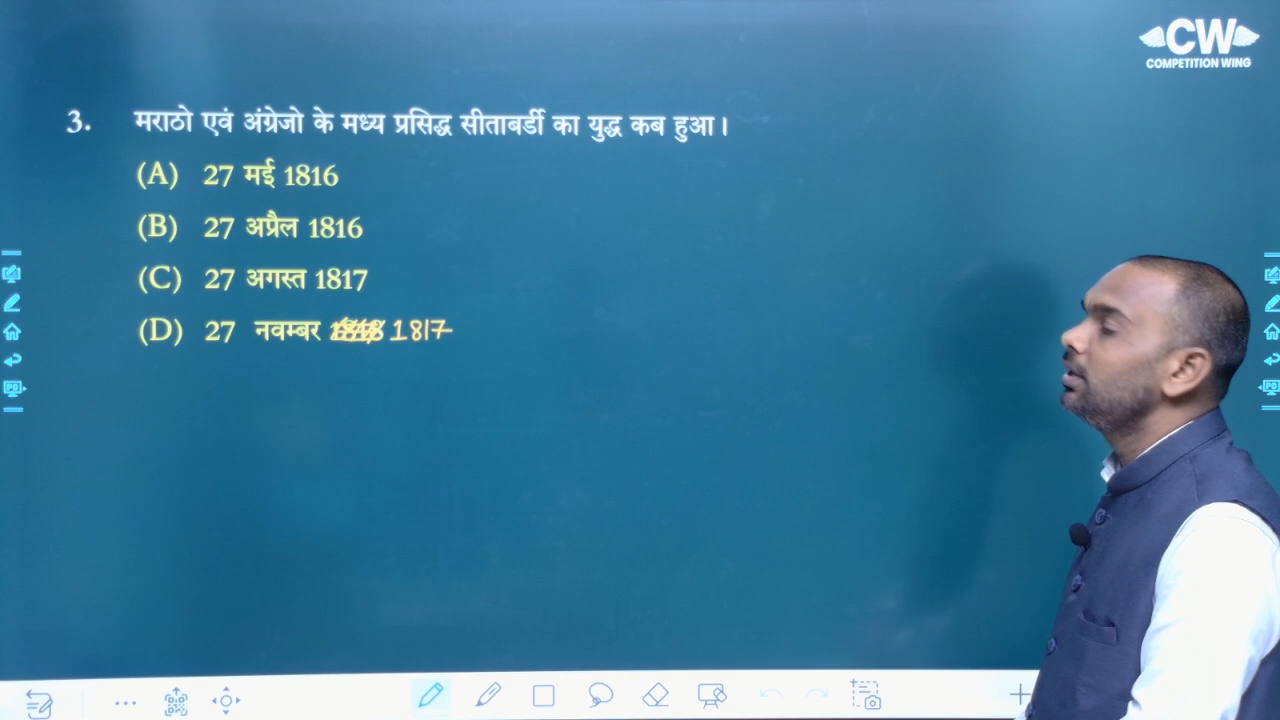 CW
COMPETITION WING
3. मराठो एवं अंग्रेजो के मध्य प्रसिद्ध सीताबर्डी का युद्ध कब हुआ।
(A) 27 मई 1816
(B) 27 अप्रैल 1816
(C) 27 अगस्त 1817
(D) 27 नवम्बर 1817